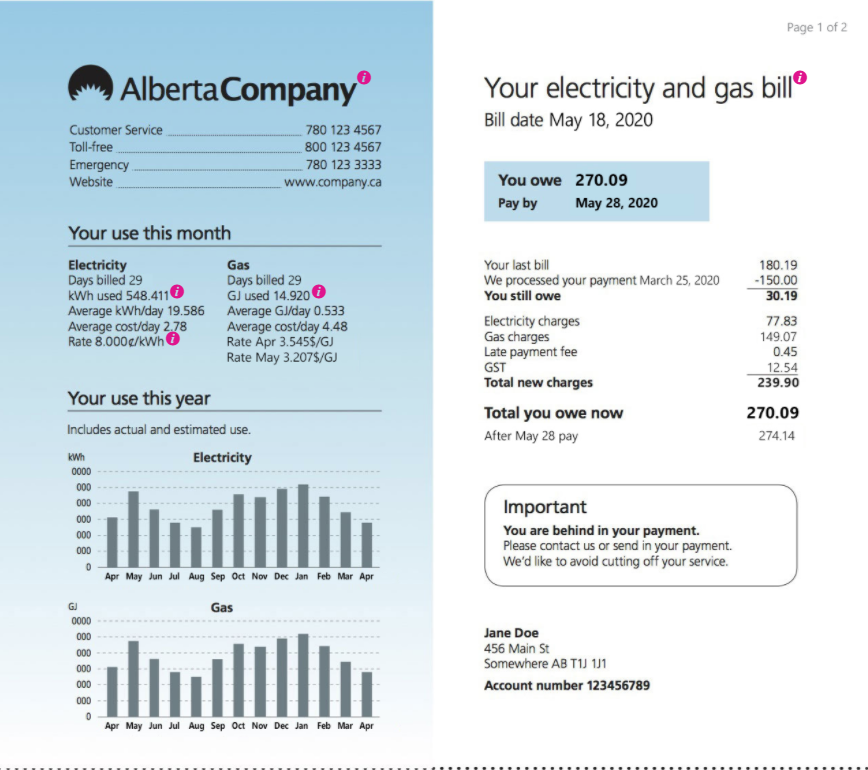 Page 1 of 2
AlbertaCompany i
Customer Service 780 123 4567
Toll-free 800 123 4567
Emergency 780 123 3333
Website www.company.ca
Your use this month
Electricity
Days billed 29
kWh used 548.411 i
Average kWh/day 19.586
Average cost/day 2.78
Rate 8.000¢/kWh i
Gas
Days billed 29
GJ used 14.920 i
Average GJ/day 0.533
Average cost/day 4.48
Rate Apr 3.545$/GJ
Rate May 3.207$/GJ
Your use this year
Includes actual and estimated use.
kWh Electricity
0000
000
000
000
000
000
0
Apr May Jun Jul Aug Sep Oct Nov Dec Jan Feb Mar Apr
GJ Gas
0000
000
000
000
000
000
0
Apr May Jun Jul Aug Sep Oct Nov Dec Jan Feb Mar Apr
Your electricity and gas bill i
Bill date May 18, 2020
You owe 270.09
Pay by May 28, 2020
Your last bill 180.19
We processed your payment March 25, 2020 -150.00
You still owe 30.19
Electricity charges 77.83
Gas charges 149.07
Late payment fee 0.45
GST 12.54
Total new charges 239.90
Total you owe now 270.09
After May 28 pay 274.14
Important
You are behind in your payment.
Please contact us or send in your payment.
We'd like to avoid cutting off your service.
Jane Doe
456 Main St
Somewhere AB T1J 1J1
Account number 123456789